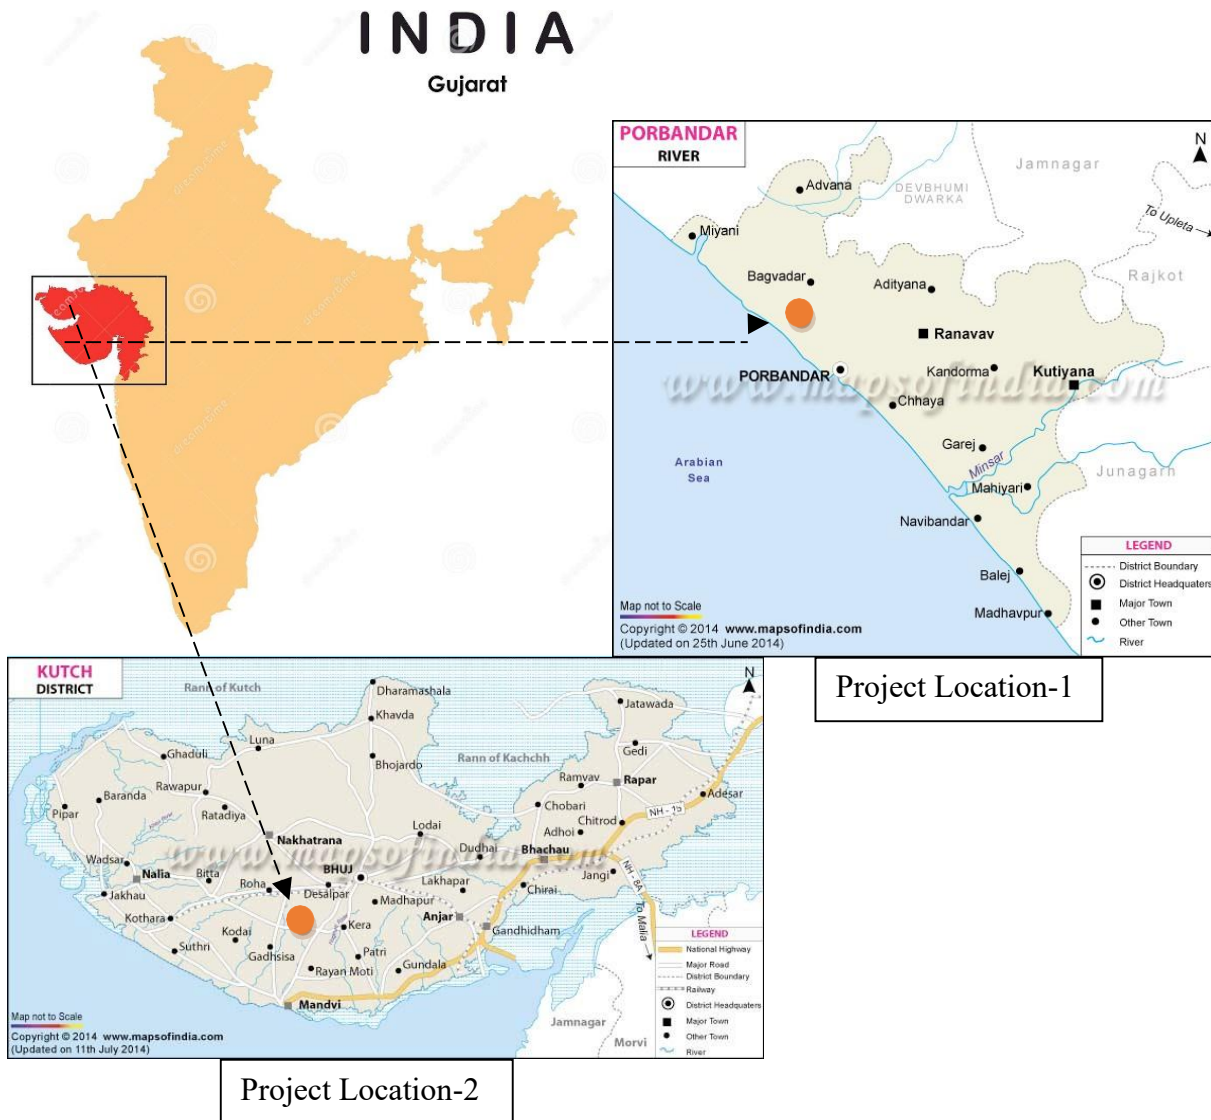 INDIA
Gujarat
PORBANDAR
RIVER
N
Jamnagar
Advana
DEVBHUMI
DWARKA
To Upleta
Miyani
Rajkot
Bagvadar
Adityana
Ranavav
PORBANDAR
Kandorma
Kutiyana
www.mapsofindia.com
Chhaya
Garej
Arabian
Sea
Minsar
Junagarh
Mahiyari
Navibandar
Balej
Madhavpur
LEGEND
District Boundary
District Headquaters
Major Town
Other Town
River
Map not to Scale
Copyright © 2014 www.mapsofindia.com
(Updated on 25th June 2014)
Project Location-1
KUTCH
DISTRICT
N
Rann of Kutch
Dharamashala
Khavda
Jatawada
Luna
Ghaduli
Bhojardo
Rann of Kachchh
Gedi
Ramvav
Rapar
Rawapur
Baranda
Pipar
Ratadiya
Chobari
Adesar
NH - 15
Chitrod
Adhoi
Lodai
Nakhatrana
Dudhai
Bhachau
www.mapsofindia.com
Wadsar
Nalia
Bitta
BHUJ
Roha
Desalpar
Lakhapar
Chirai
Jangi
NH - 8A
To Malia
Jakhau
Madhapur
Anjar
Kothara
Kera
Gandhidham
Kodai
Suthri
Gadhsisa
Patri
Rayan Moti
Gundala
Mandvi
Jamnagar
Morvi
LEGEND
National Highway
Major Road
District Boundary
Railway
District Headquaters
Major Town
Other Town
River
Map not to Scale
Copyright © 2014 www.mapsofindia.com
(Updated on 11th July 2014)
Project Location-2